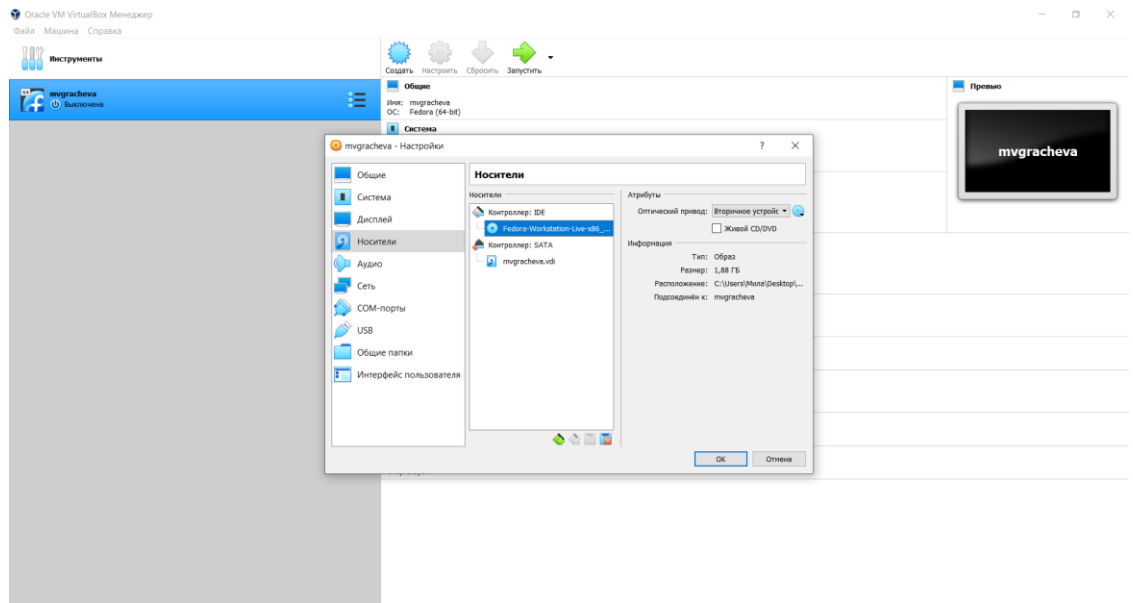 Oracle VM VirtualBox Менеджер
Файл Машина Справка
Инструменты
Создать Настроить Сбросить Запустить
mvgracheva
Выключена
64
Общие
Имя: mvgracheva
ОС: Fedora (64-bit)
Система
Превью
mvgracheva
mvgracheva - Настройки
Общие
Система
Дисплей
Носители
Аудио
Сеть
COM-порты
USB
Общие папки
Интерфейс пользователя
Носители
Носители
Контроллер: IDE
Fedora-Workstation-Live-x86_...
Контроллер: SATA
mvgracheva.vdi
Атрибуты
Оптический привод: Вторичное устройс
Живой CD/DVD
Информация
Тип: Образ
Размер: 1,88 ГБ
Расположение: C:\Users\Мила\Desktop\...
Подсоединён к: mvgracheva
OK Отмена